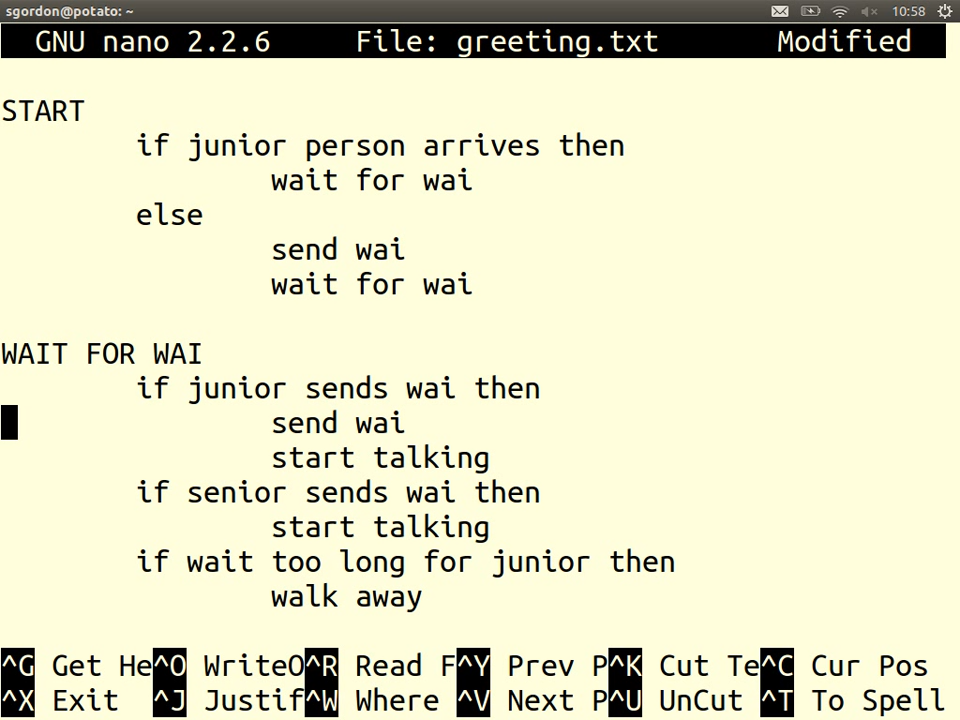 sgordon@potato: ~ 10:58
GNU nano 2.2.6 File: greeting.txt Modified
START
if junior person arrives then
wait for wai
else
send wai
wait for wai
WAIT FOR WAI
if junior sends wai then
send wai
start talking
if senior sends wai then
start talking
if wait too long for junior then
walk away
^G Get He^O WriteO^R Read F^Y Prev P^K Cut Te^C Cur Pos
^X Exit ^J Justif^W Where ^V Next P^U UnCut ^T To Spell